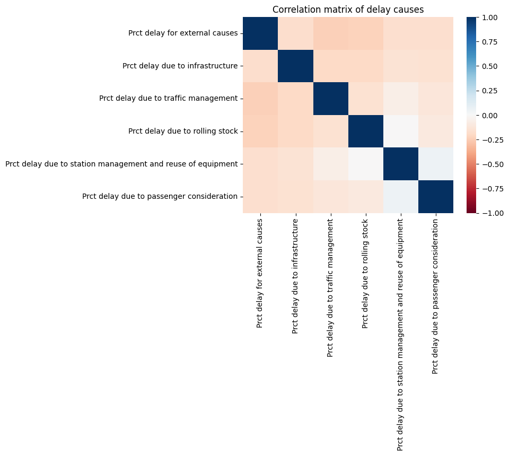 Correlation matrix of delay causes
Prct delay for external causes
Prct delay due to infrastructure
Prct delay due to traffic management
Prct delay due to rolling stock
Prct delay due to station management and reuse of equipment
Prct delay due to passenger consideration
Prct delay for external causes
Prct delay due to infrastructure
Prct delay due to traffic management
Prct delay due to rolling stock
Prct delay due to station management and reuse of equipment
Prct delay due to passenger consideration
1.00
0.75
0.50
0.25
0.00
−0.25
−0.50
−0.75
−1.00